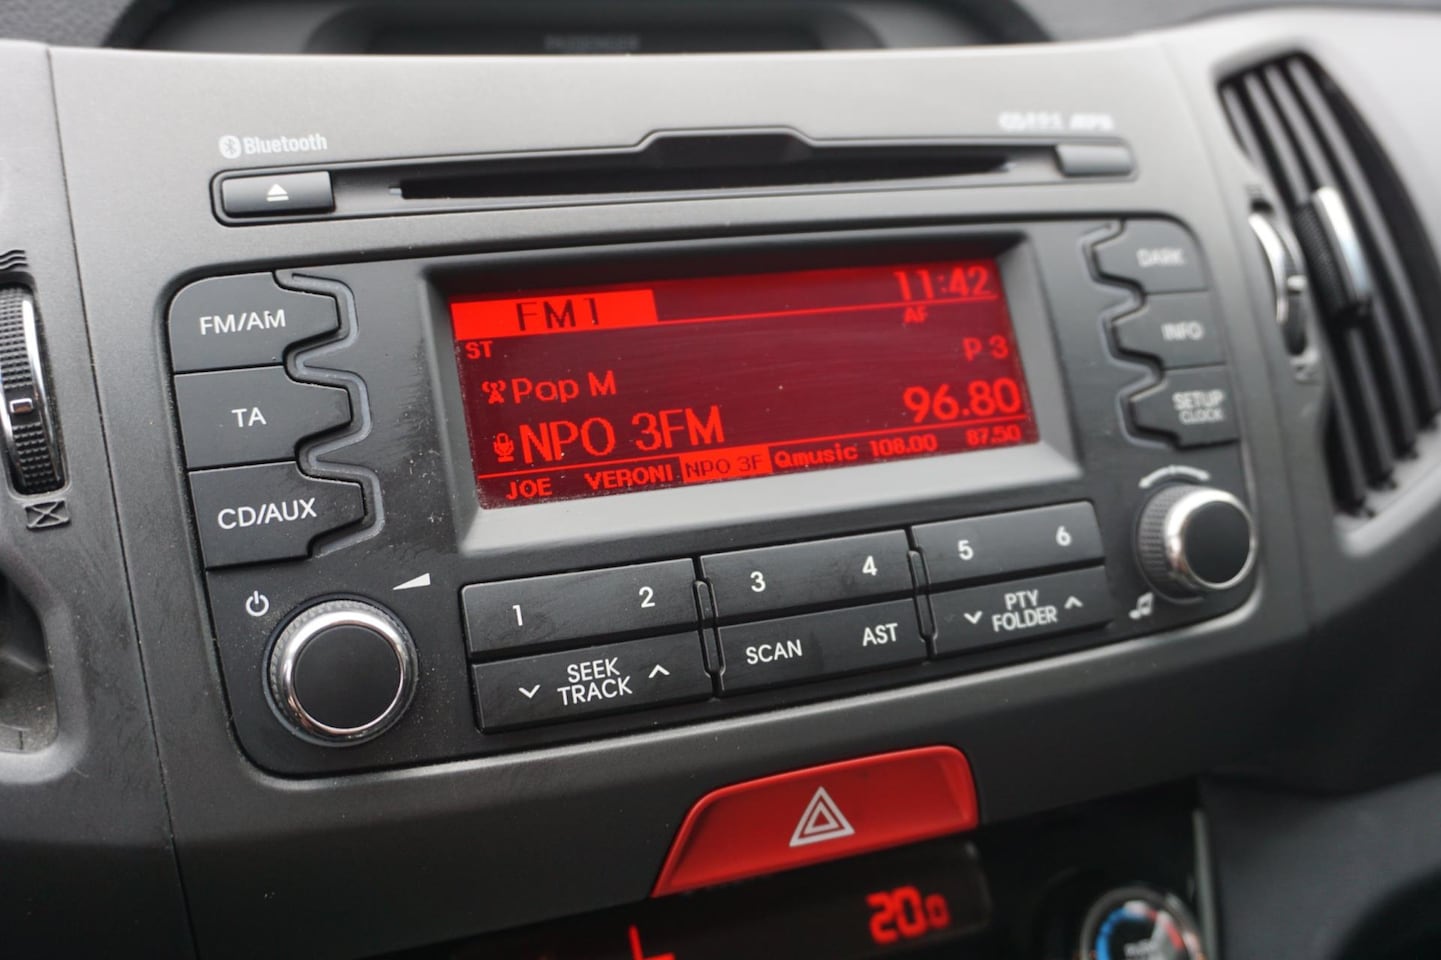 PASSENGER
Bluetooth
FM/AM
TA
CD/AUX
FM1
11:42
AF
ST
P 3
Pop M
NPO 3FM
96.80
JOE VERONI NPO 3F Qmusic 108.00 87.50
DARK
INFO
SETUP
CLOCK
1 2 3 4 5 6
SEEK
TRACK
SCAN AST
PTY
FOLDER
20.0